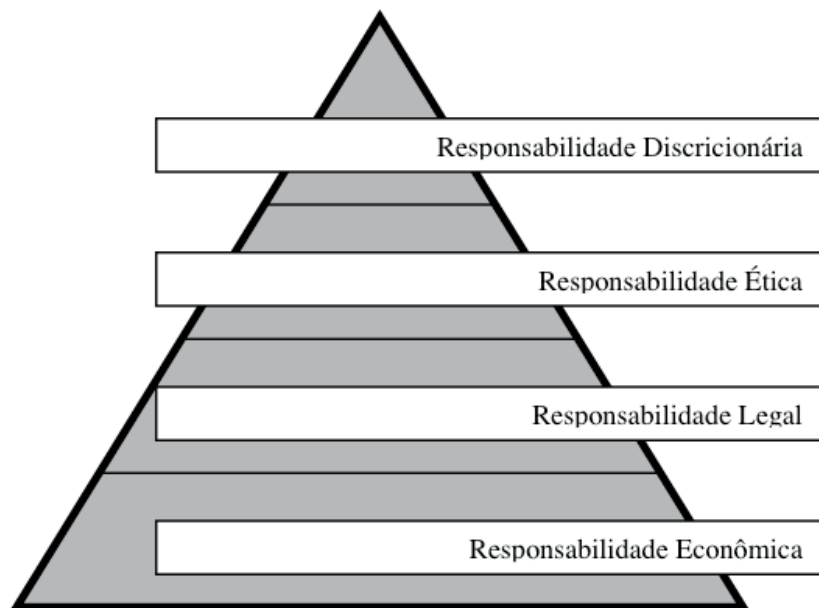 Responsabilidade Discricionária
Responsabilidade Ética
Responsabilidade Legal
Responsabilidade Econômica